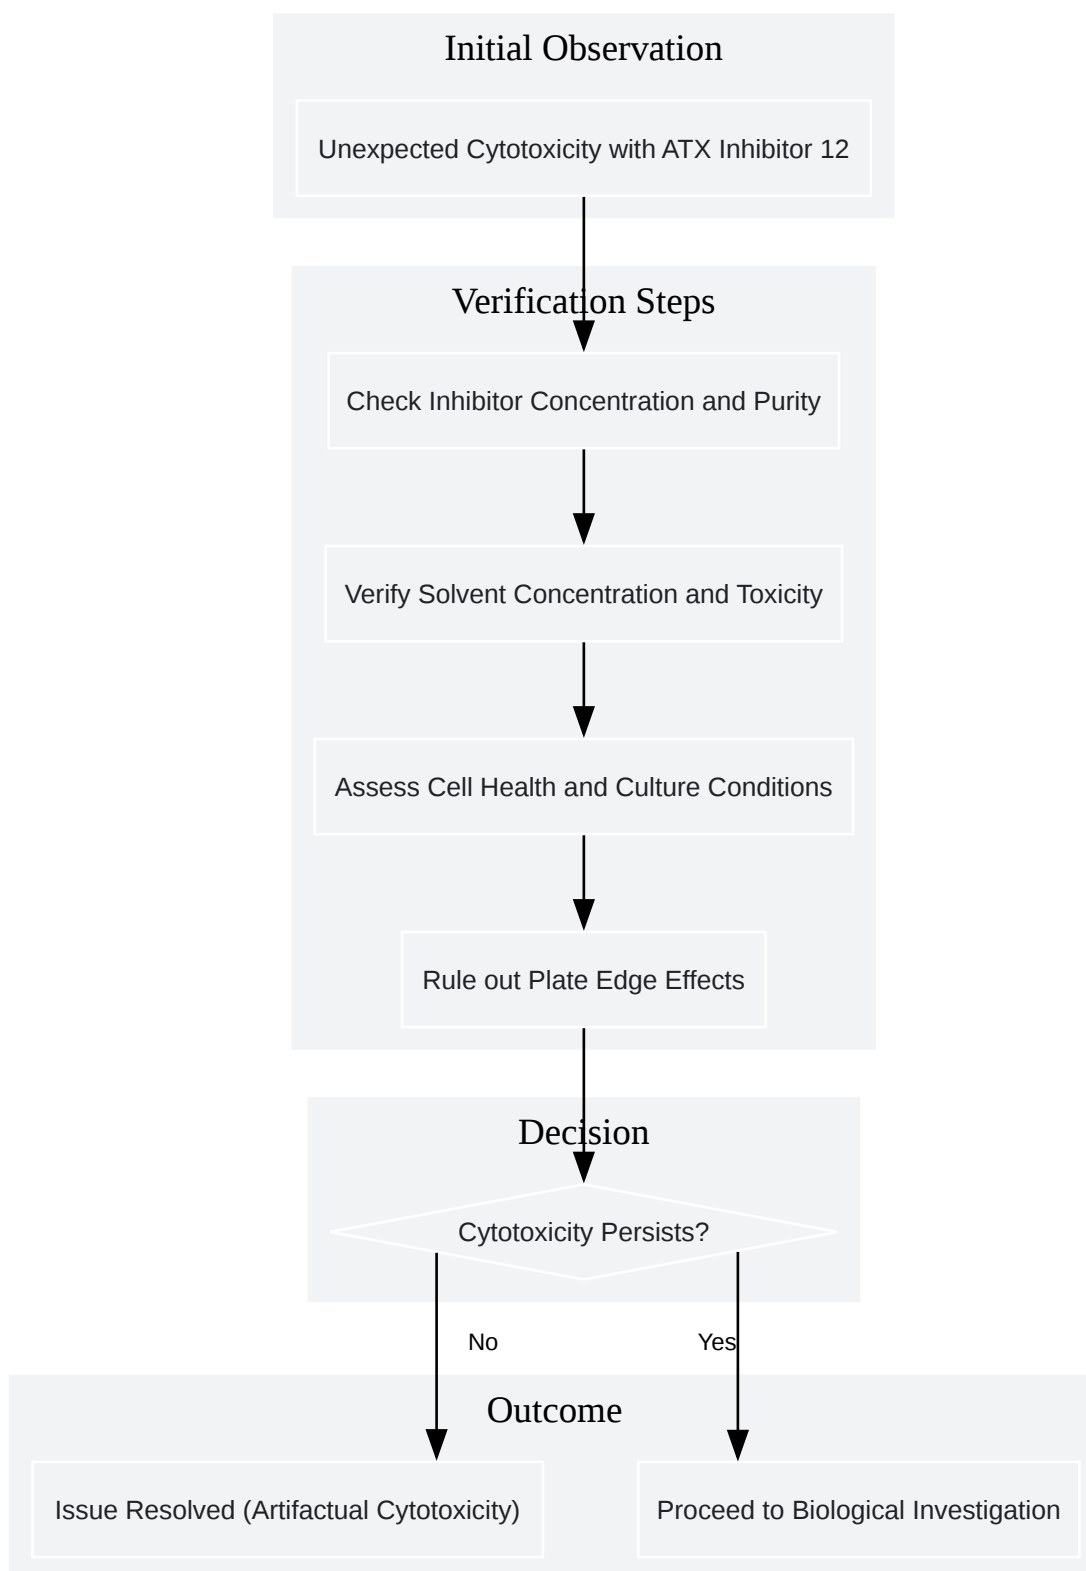 Initial Observation
Unexpected Cytotoxicity with ATX Inhibitor 12
Verification Steps
Check Inhibitor Concentration and Purity
Verify Solvent Concentration and Toxicity
Assess Cell Health and Culture Conditions
Rule out Plate Edge Effects
Decision
Cytotoxicity Persists?
No
Yes
Outcome
Issue Resolved (Artifactual Cytotoxicity)
Proceed to Biological Investigation